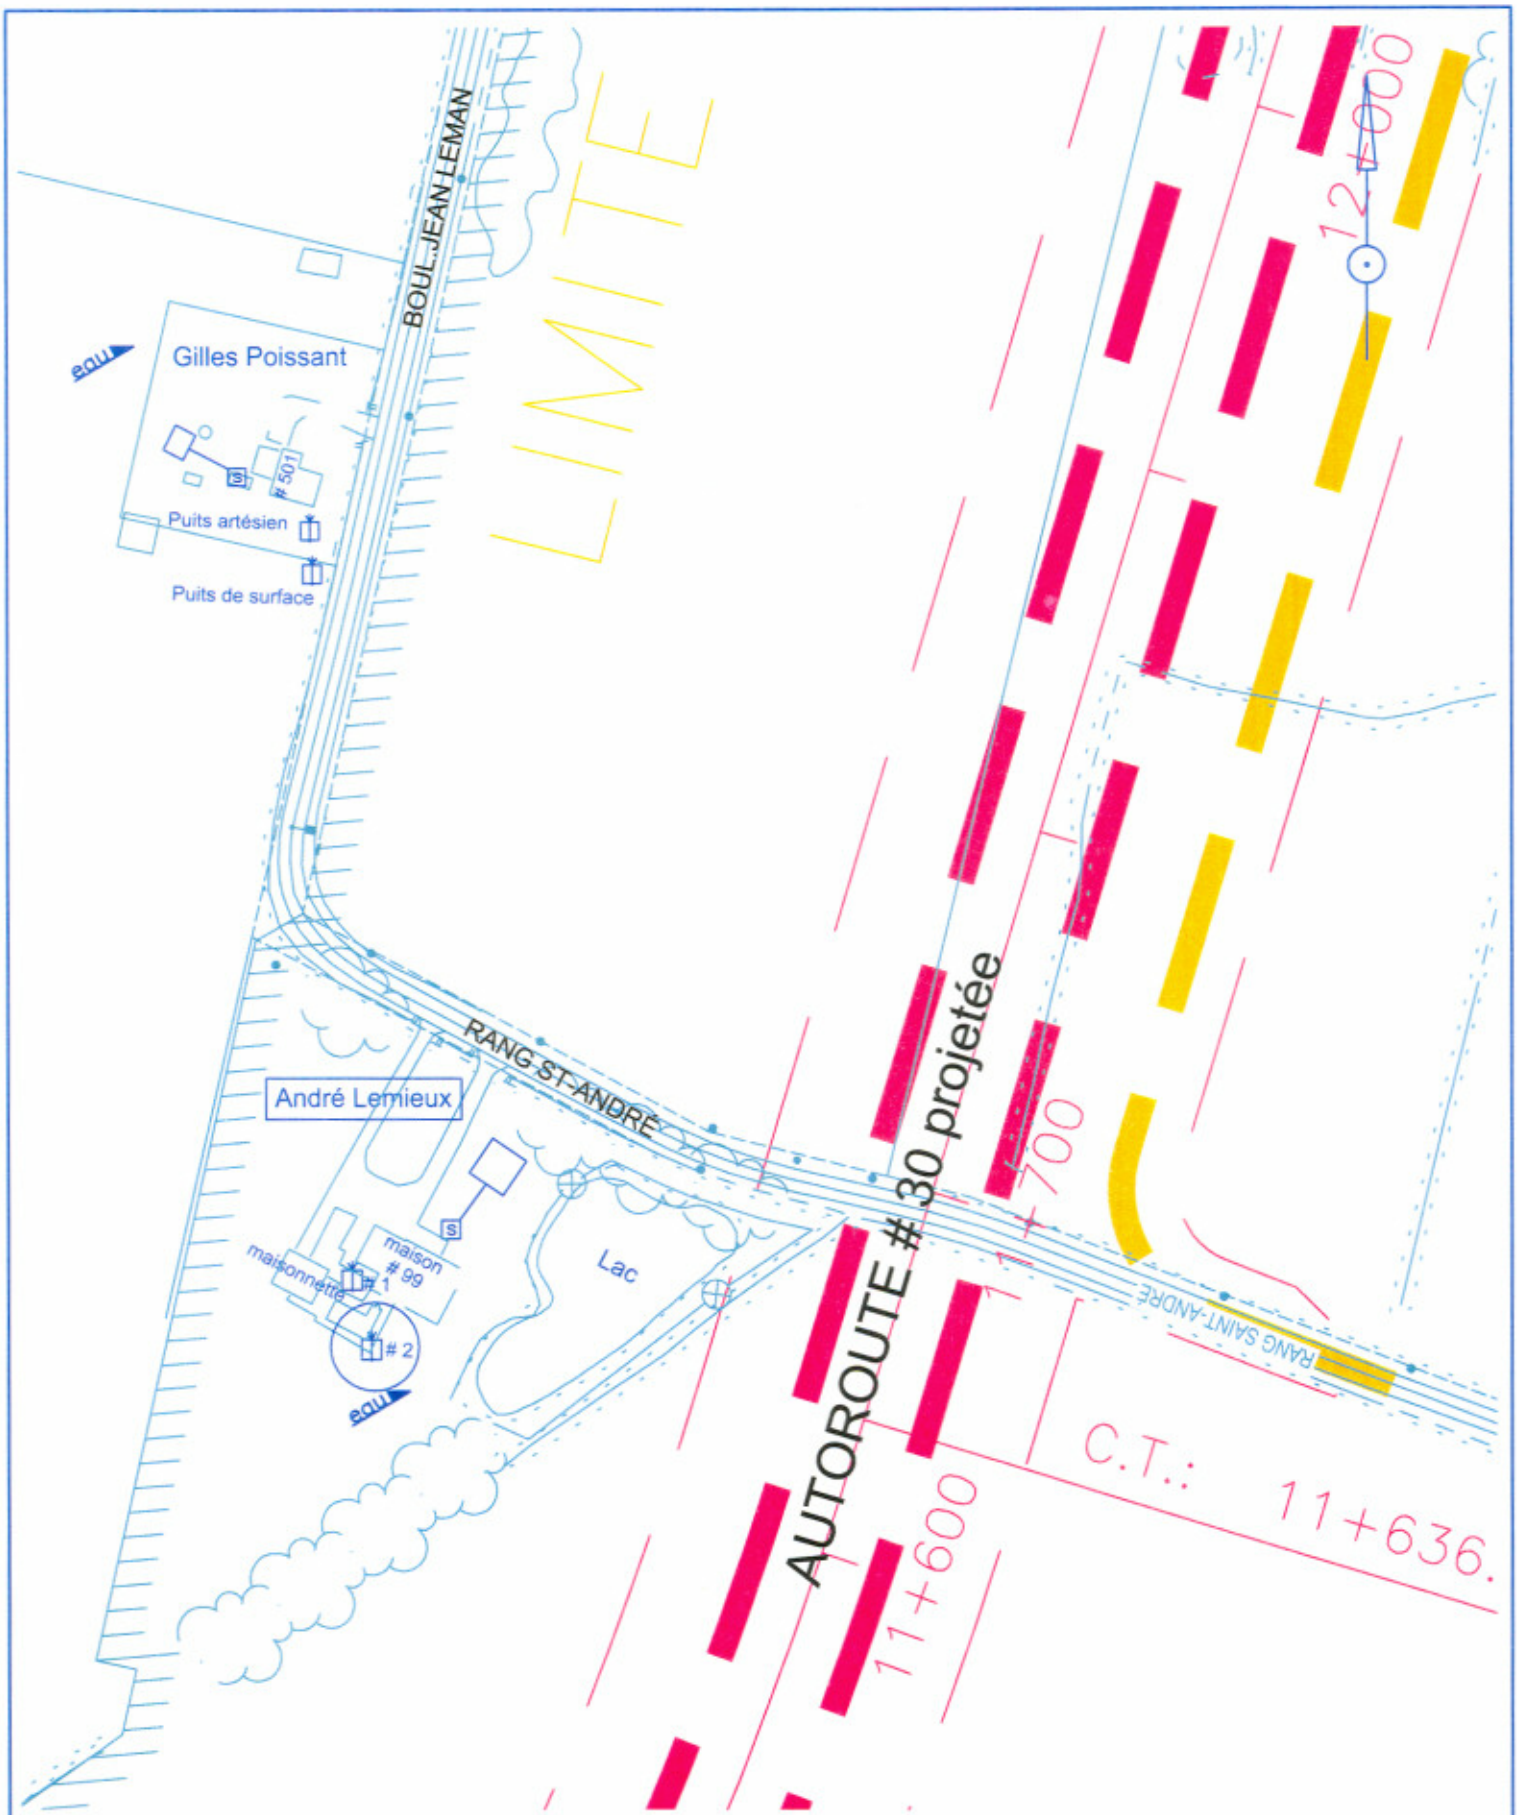 BOUL.JEAN LEMAN
LIMITE
12+000
eau
Gilles Poissant
# 501
S
Puits artésien
Puits de surface
RANG ST-ANDRÉ
André Lemieux
AUTOROUTE # 30 projetée
11+700
S
maison
# 99
maisonnette
# 1
# 2
Lac
eau
RANG SAINT-ANDRÉ
C.T.: 11+636.
11+600